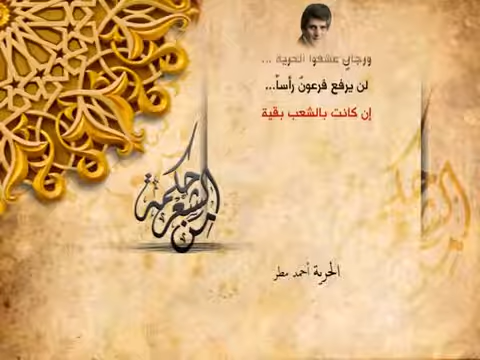 ورجالٍ عشقوا الحرية ...
لن يرفع فرعونٌ رأساً...
إن كانت بالشعب بقية
من الشعر حكمة
الحرية أحمد مطر